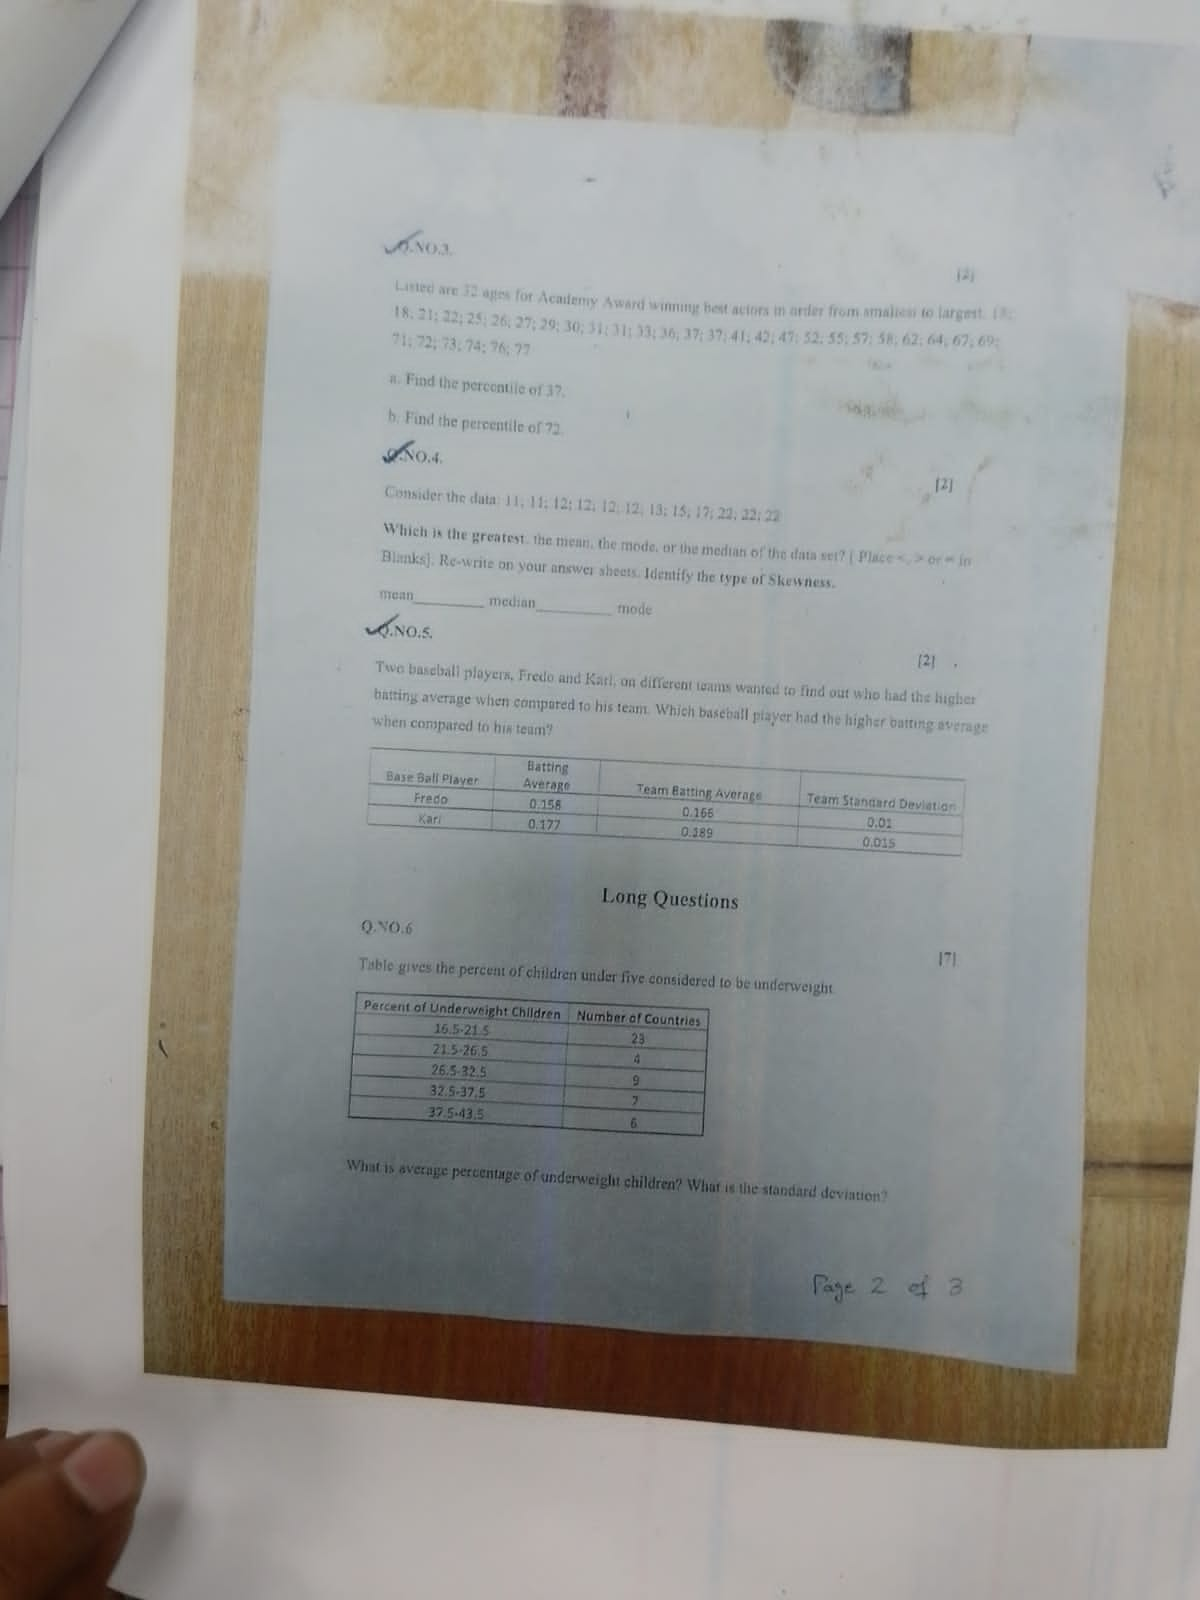 Q.NO.3.
[2]
Listed are 32 ages for Academy Award winning best actors in order from smallest to largest. 18;
18; 21; 22; 25; 26; 27; 29; 30; 31; 31; 33; 36; 37; 37; 41; 42; 47; 52; 55; 57; 58; 62; 64; 67; 69;
71; 72; 73; 74; 76; 77
a. Find the percentile of 37.
b. Find the percentile of 72.
Q.NO.4.
[2]
Consider the data: 11; 11; 12; 12; 12; 12; 13; 15; 17; 22; 22; 22
Which is the greatest, the mean, the mode, or the median of the data set? [ Place <, > or = in
Blanks]. Re-write on your answer sheets. Identify the type of Skewness.
mean________ median________ mode
Q.NO.5.
[2]
Two baseball players, Fredo and Karl, on different teams wanted to find out who had the higher
batting average when compared to his team. Which baseball player had the higher batting average
when compared to his team?
Base Ball Player Batting Average Team Batting Average Team Standard Deviation
Fredo 0.158 0.166 0.01
Karl 0.177 0.189 0.015
Long Questions
Q.NO.6
[7]
Table gives the percent of children under five considered to be underweight.
Percent of Underweight Children Number of Countries
16.5-21.5 23
21.5-26.5 4
26.5-32.5 9
32.5-37.5 7
37.5-43.5 6
What is average percentage of underweight children? What is the standard deviation?
Page 2 of 3